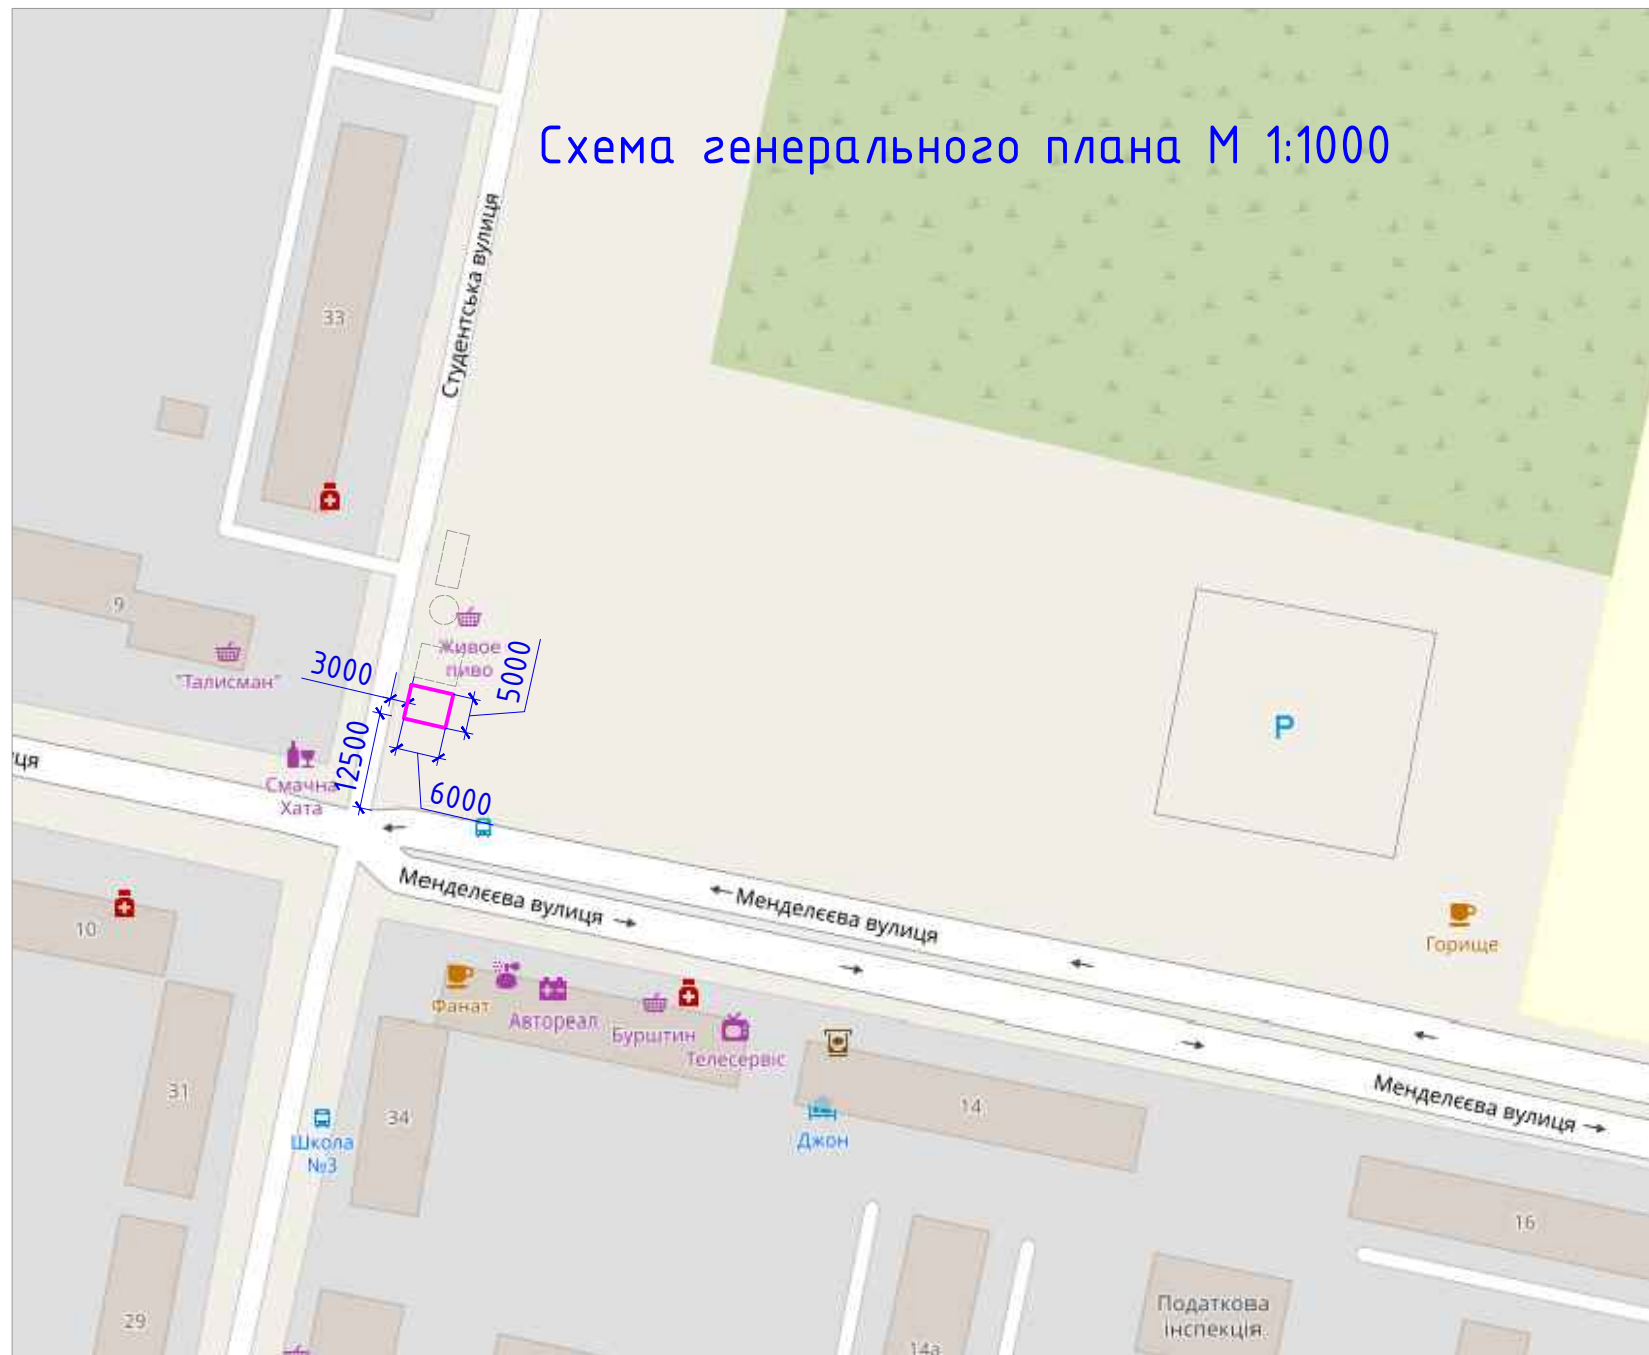 Схема генерального плана М 1:1000
Студентська вулиця
33
9
"Талисман"
Живое
пиво
3000
5000
12500
6000
ця
Смачна
Хата
P
Менделєєва вулиця
Менделєєва вулиця
Горище
10
Фанат
Автореал
Бурштин
Телесервіс
Менделєєва вулиця
31
34
14
Школа
№3
Джон
16
29
Податкова
інспекція
14а